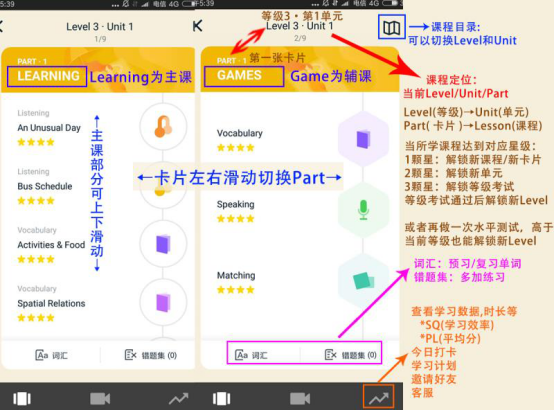 5:39
电信 4G
Level 3 · Unit 1
1/9
PART · 1
LEARNING
Learning为主课
Listening
An Unusual Day
Listening
Bus Schedule
Vocabulary
Activities & Food
Vocabulary
Spatial Relations
主课部分可上下滑动
词汇
错题集 (0)
5:39
电信 4G
等级3·第1单元
Level 3 · Unit 1
2/9
PART · 1
第一张卡片
GAMES
Game为辅课
Vocabulary
Speaking
Matching
←卡片左右滑动切换Part→
词汇
错题集 (0)
课程目录:
可以切换Level和Unit
课程定位:
当前Level/Unit/Part
Level(等级)→Unit(单元)
Part(卡片)→Lesson(课程)
当所学课程达到对应星级:
1颗星: 解锁新课程/新卡片
2颗星: 解锁新单元
3颗星: 解锁等级考试
等级考试通过后解锁新Level
或者再做一次水平测试, 高于
当前等级也能解锁新Level
词汇: 预习/复习单词
错题集: 多加练习
查看学习数据,时长等
*SQ(学习效率)
*PL(平均分)
今日打卡
学习计划
邀请好友
客服